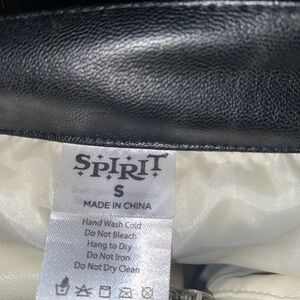 SPIRIT
S
MADE IN CHINA
Hand Wash Cold
Do Not Bleach
Hang to Dry
Do Not Iron
Do Not Dry Clean